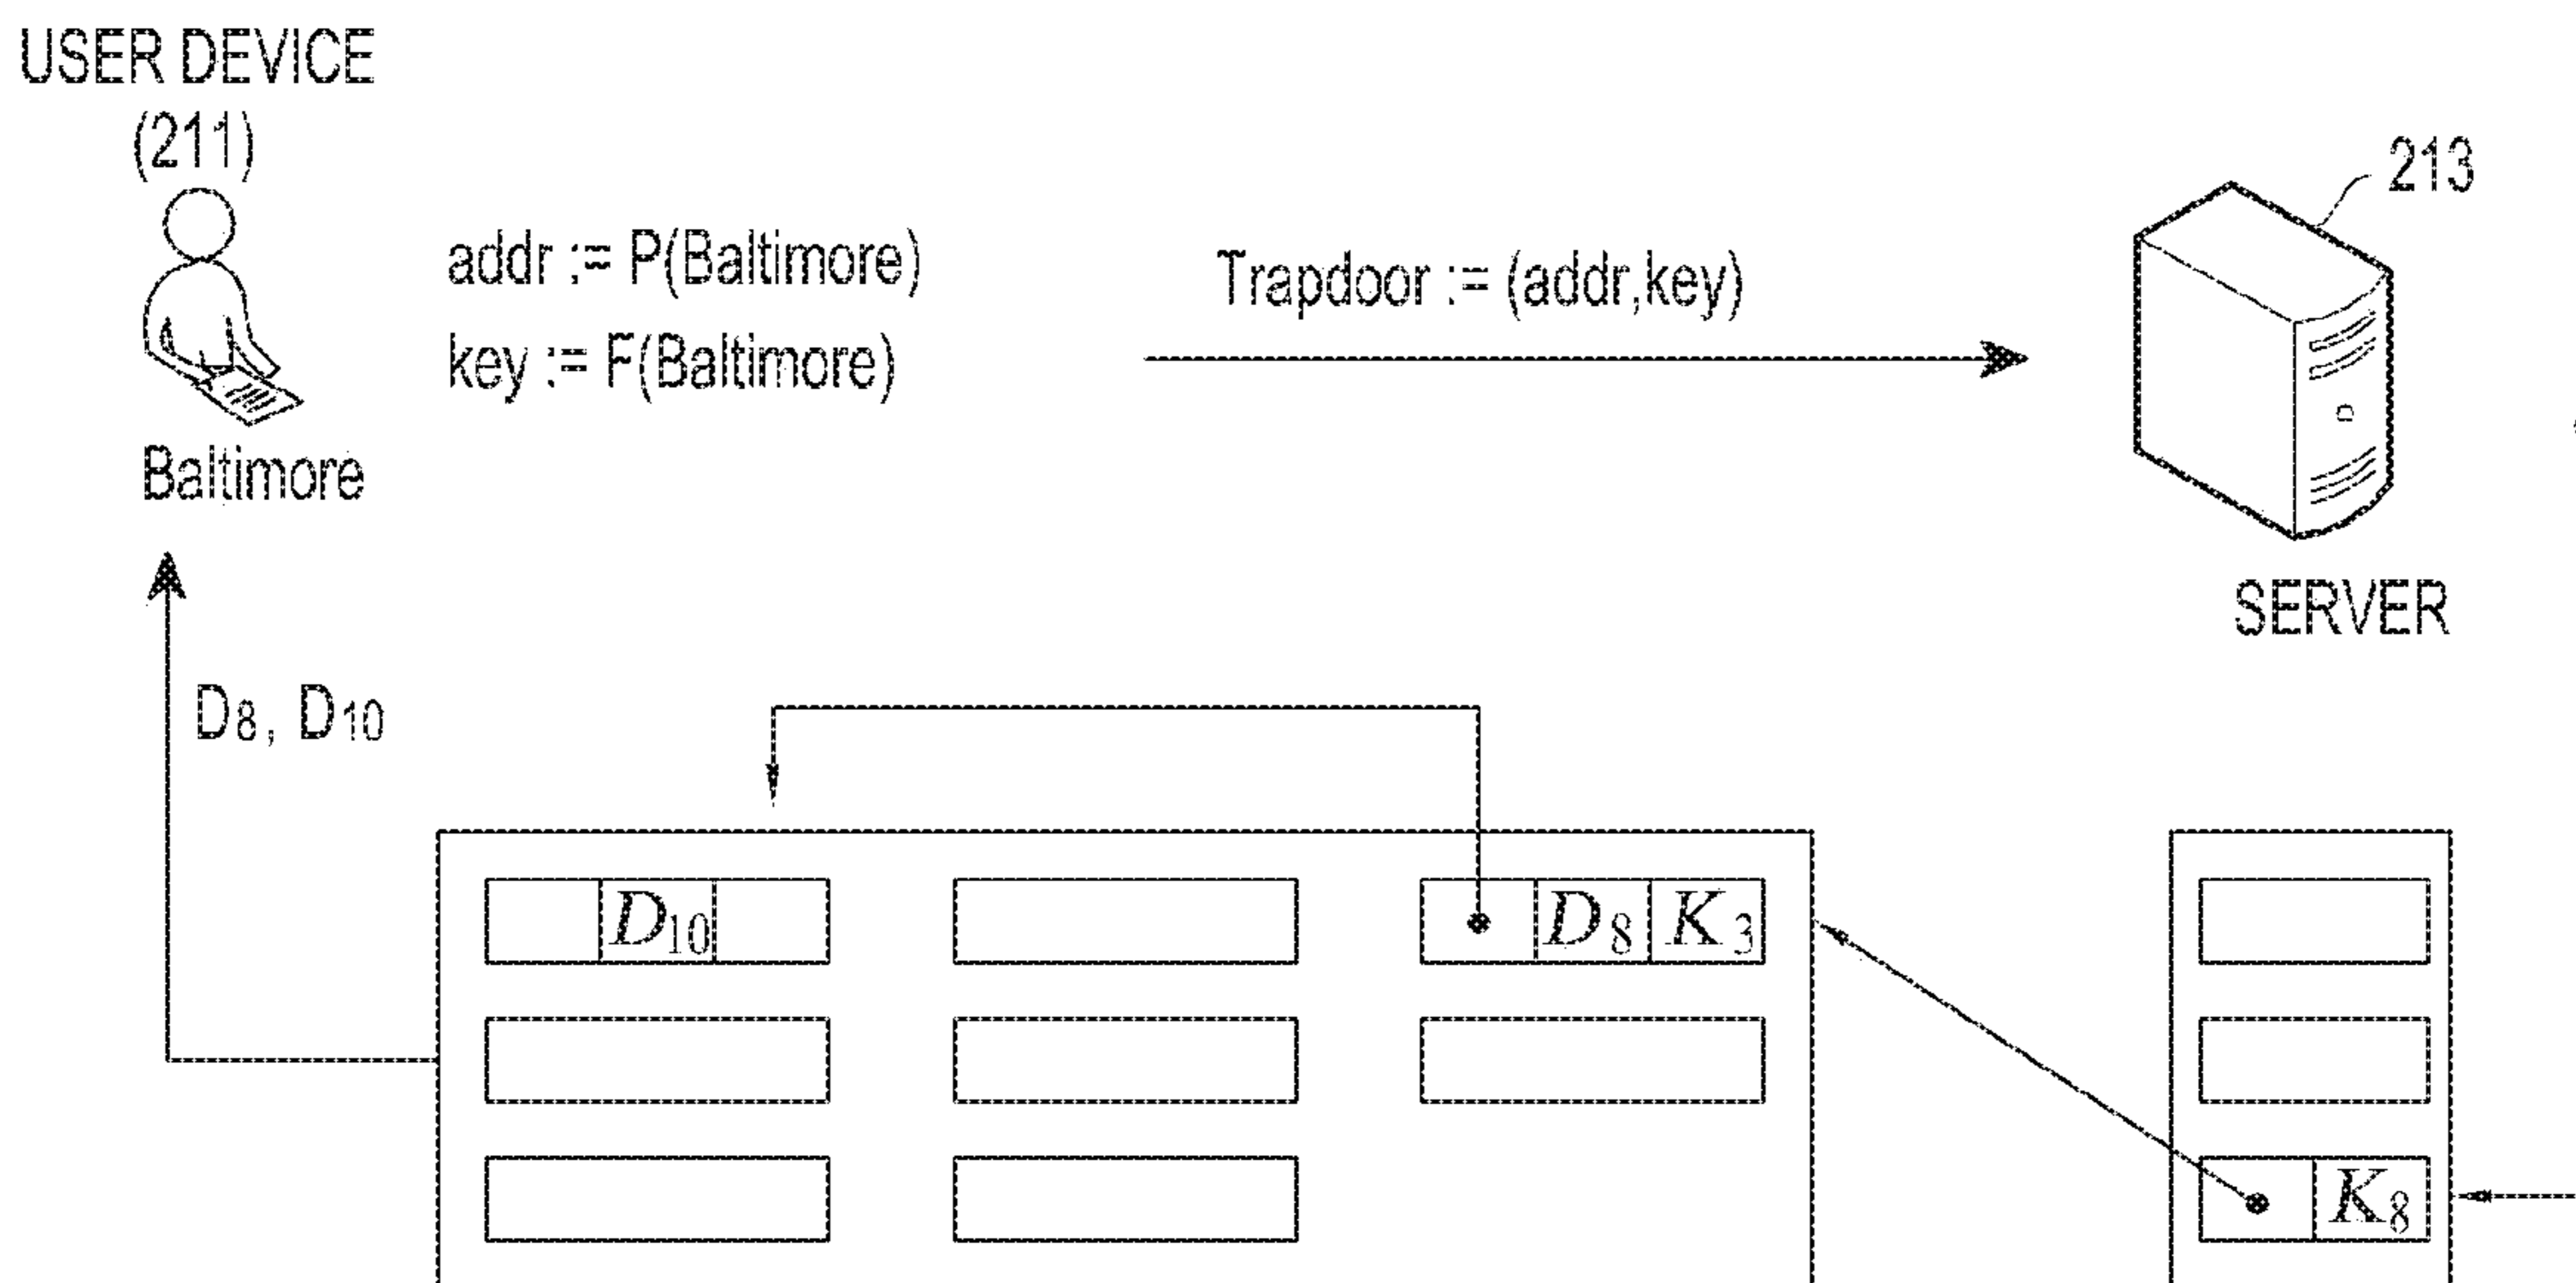 USER DEVICE
(211)
213
addr := P(Baltimore)
key := F(Baltimore)
Trapdoor := (addr,key)
Baltimore
SERVER
D8, D10
D10
D8 K3
K8